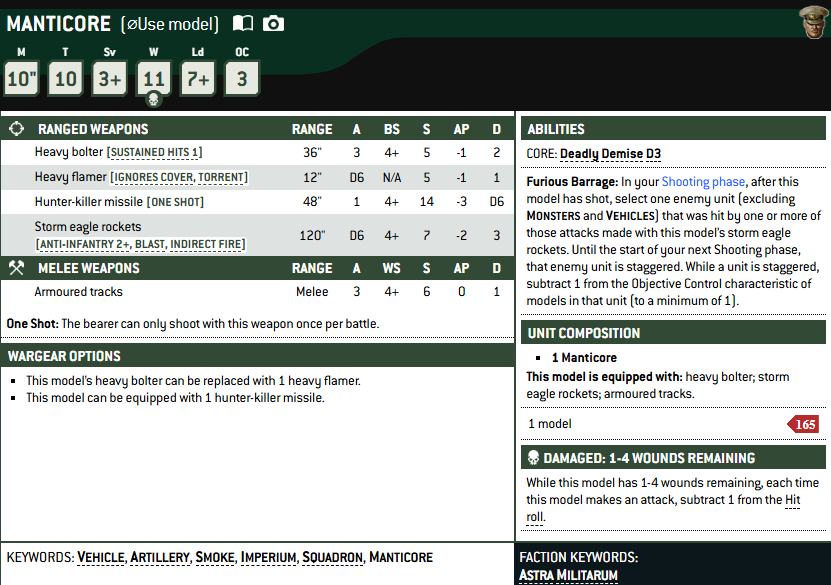 MANTICORE (⌀Use model)
M T Sv W Ld OC
10" 10 3+ 11 7+ 3
RANGED WEAPONS RANGE A BS S AP D
Heavy bolter [SUSTAINED HITS 1] 36" 3 4+ 5 -1 2
Heavy flamer [IGNORES COVER, TORRENT] 12" D6 N/A 5 -1 1
Hunter-killer missile [ONE SHOT] 48" 1 4+ 14 -3 D6
Storm eagle rockets
[ANTI-INFANTRY 2+, BLAST, INDIRECT FIRE] 120" D6 4+ 7 -2 3
MELEE WEAPONS RANGE A WS S AP D
Armoured tracks Melee 3 4+ 6 0 1
One Shot: The bearer can only shoot with this weapon once per battle.
WARGEAR OPTIONS
▪ This model's heavy bolter can be replaced with 1 heavy flamer.
▪ This model can be equipped with 1 hunter-killer missile.
ABILITIES
CORE: Deadly Demise D3
Furious Barrage: In your Shooting phase, after this
model has shot, select one enemy unit (excluding
MONSTERS and VEHICLES) that was hit by one or more of
those attacks made with this model's storm eagle
rockets. Until the start of your next Shooting phase,
that enemy unit is staggered. While a unit is staggered,
subtract 1 from the Objective Control characteristic of
models in that unit (to a minimum of 1).
UNIT COMPOSITION
▪ 1 Manticore
This model is equipped with: heavy bolter; storm
eagle rockets; armoured tracks.
1 model 165
DAMAGED: 1-4 WOUNDS REMAINING
While this model has 1-4 wounds remaining, each time
this model makes an attack, subtract 1 from the Hit
roll.
KEYWORDS: VEHICLE, ARTILLERY, SMOKE, IMPERIUM, SQUADRON, MANTICORE
FACTION KEYWORDS:
ASTRA MILITARUM